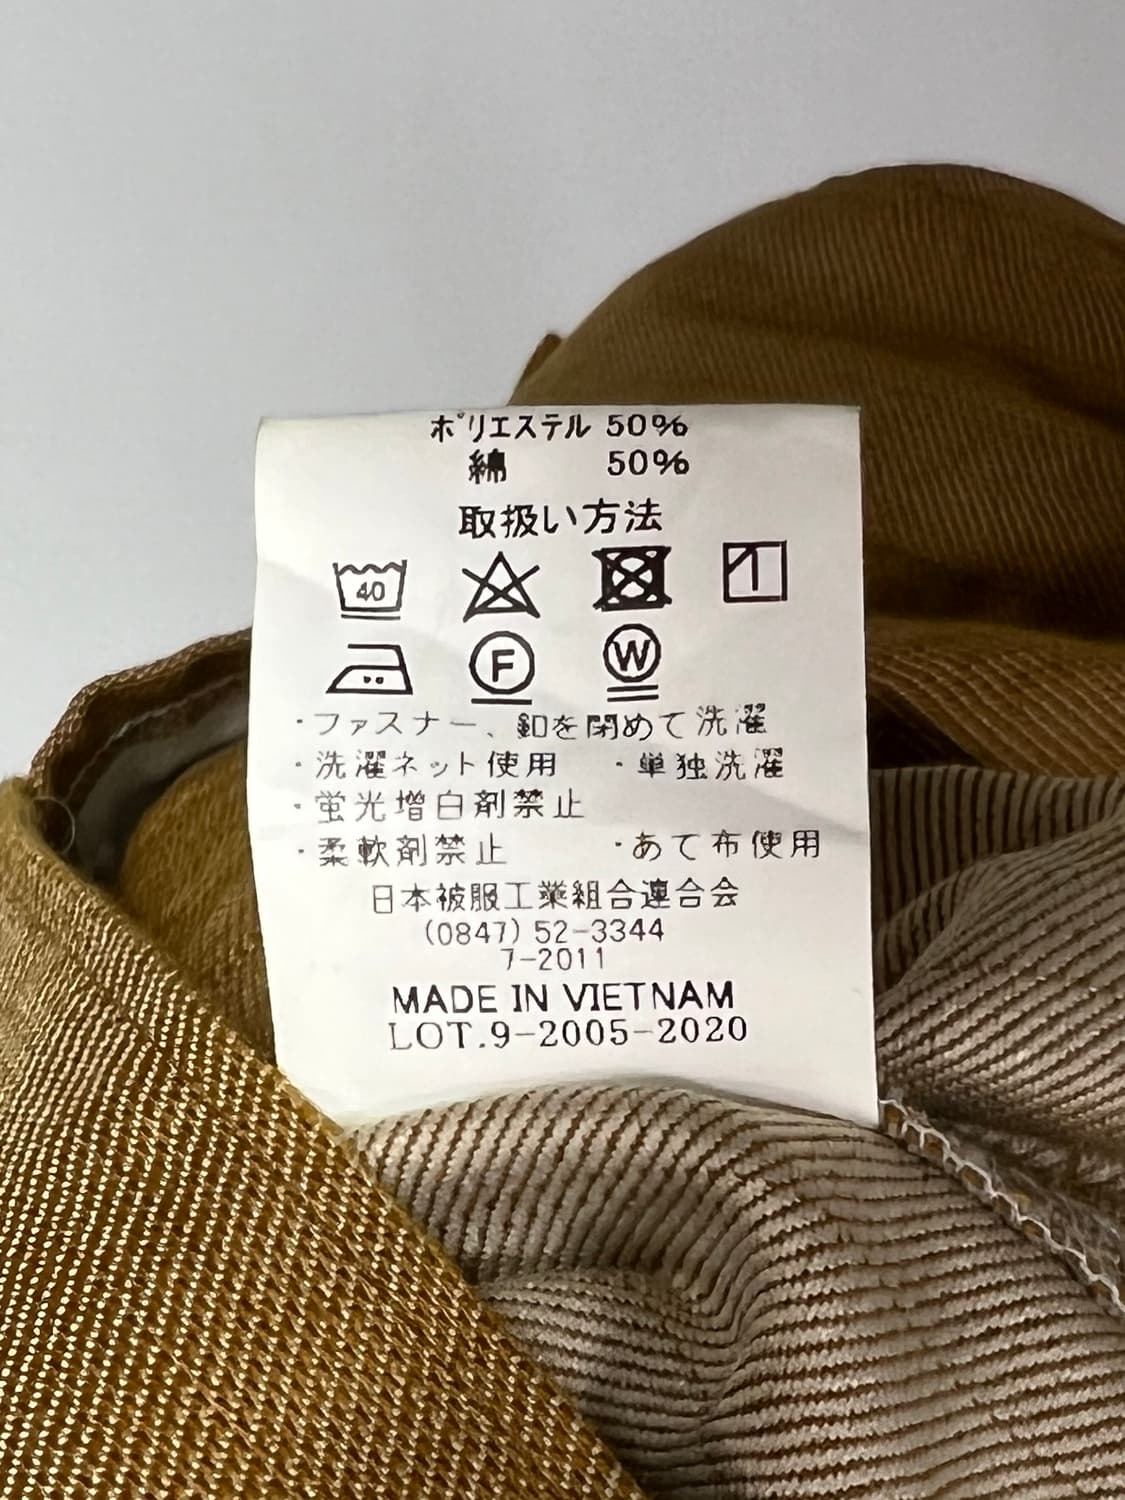 ポリエステル 50%
綿 50%
取扱い方法
40
F W
・ファスナー、釦を閉めて洗濯
・洗濯ネット使用 ・単独洗濯
・蛍光増白剤禁止
・柔軟剤禁止 ・あて布使用
日本被服工業組合連合会
(0847) 52-3344
7-2011
MADE IN VIETNAM
LOT.9-2005-2020